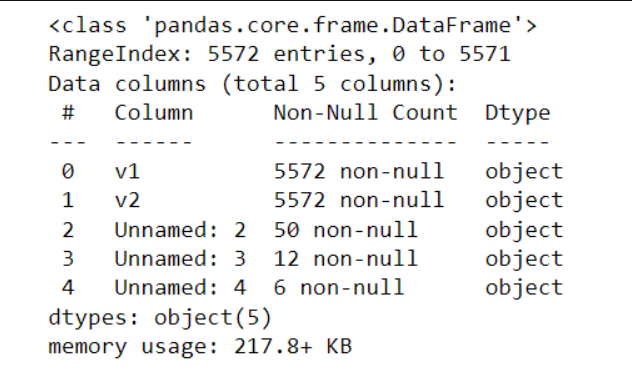 <class 'pandas.core.frame.DataFrame'>
RangeIndex: 5572 entries, 0 to 5571
Data columns (total 5 columns):
 #   Column      Non-Null Count  Dtype
---  ------      --------------  -----
 0   v1          5572 non-null   object
 1   v2          5572 non-null   object
 2   Unnamed: 2  50 non-null     object
 3   Unnamed: 3  12 non-null     object
 4   Unnamed: 4  6 non-null      object
dtypes: object(5)
memory usage: 217.8+ KB